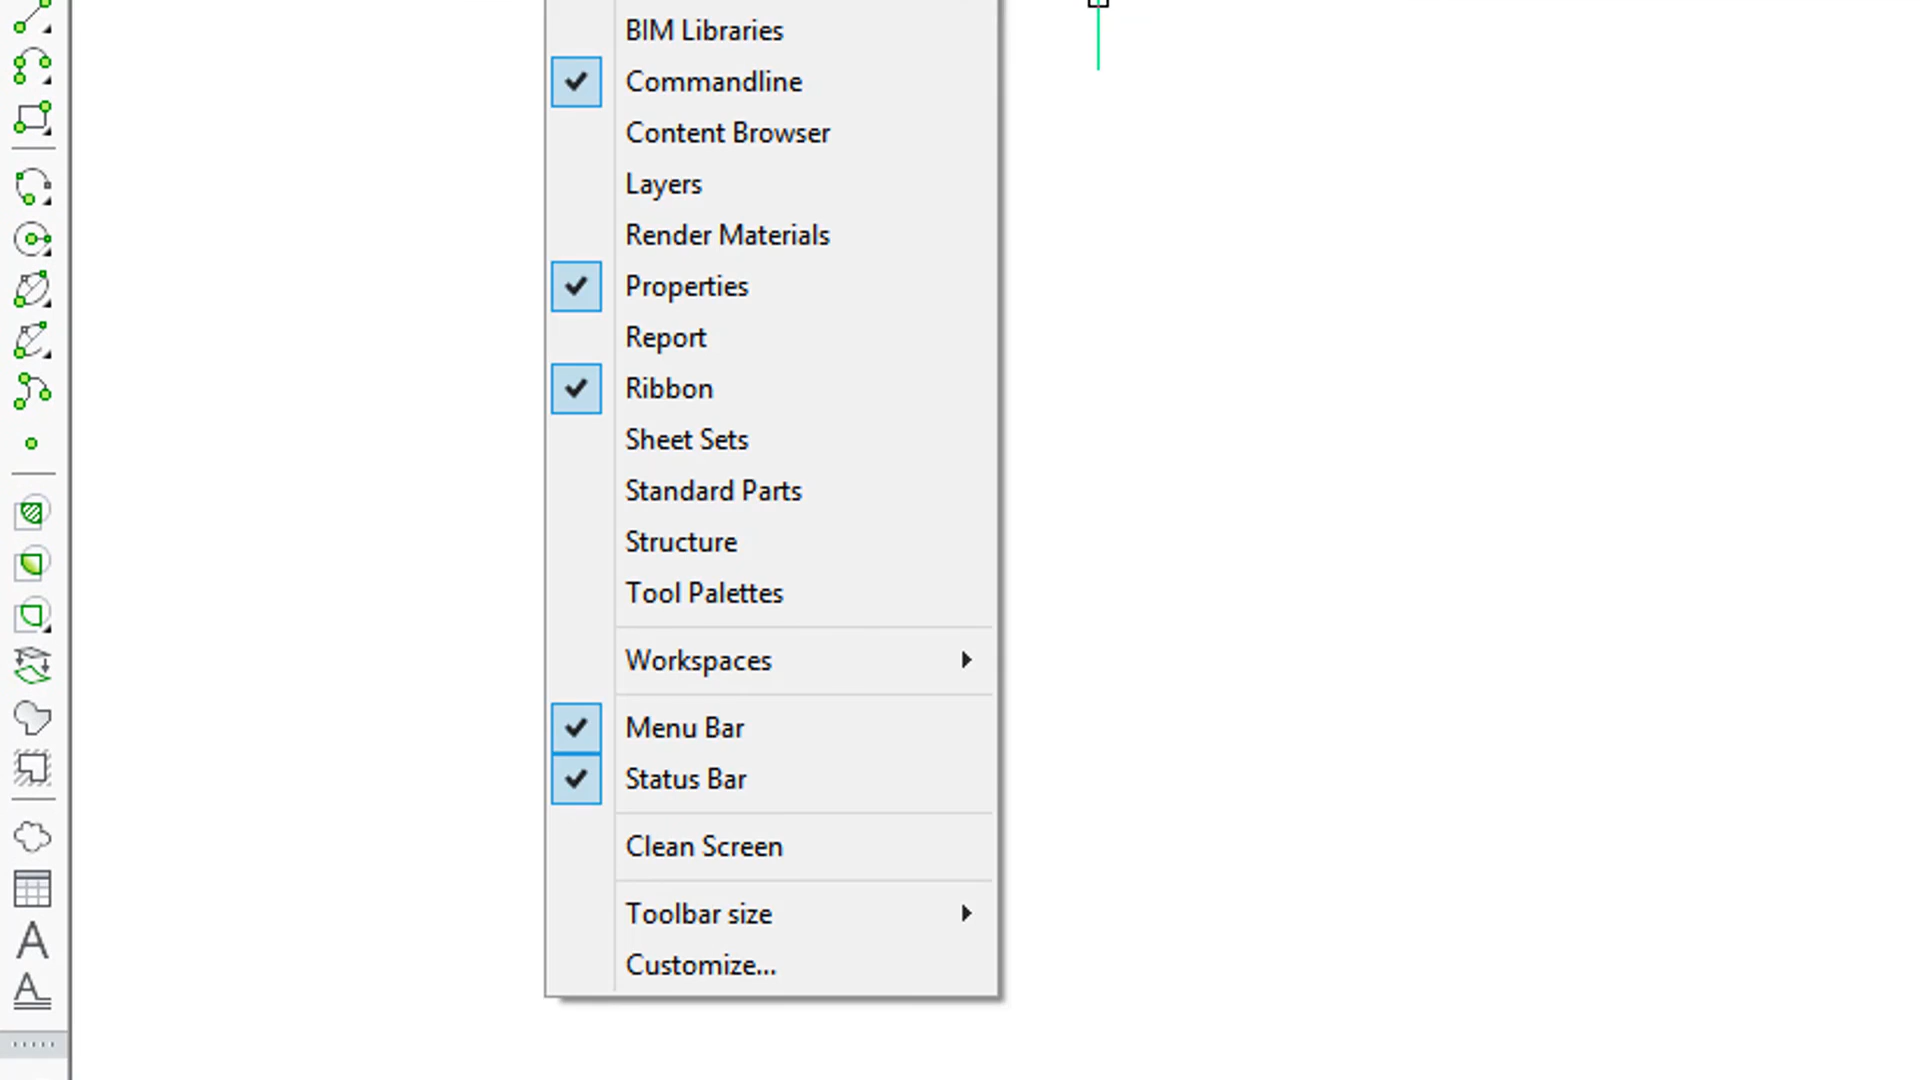 BIM Libraries
Commandline
Content Browser
Layers
Render Materials
Properties
Report
Ribbon
Sheet Sets
Standard Parts
Structure
Tool Palettes
Workspaces
Menu Bar
Status Bar
Clean Screen
Toolbar size
Customize...